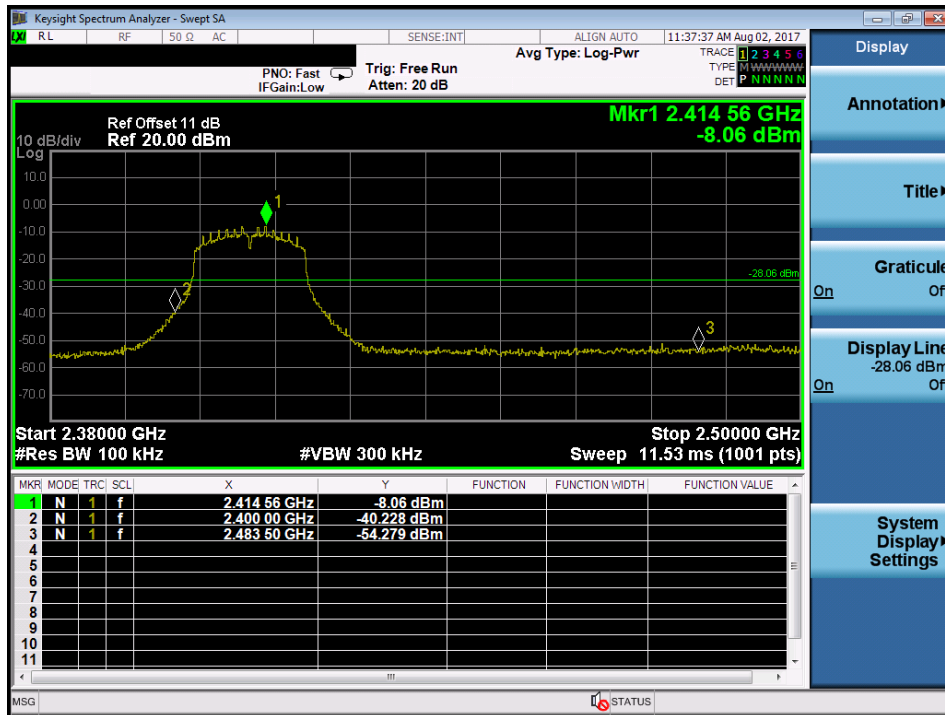 Keysight Spectrum Analyzer - Swept SA
LXI RL RF 50 Ω AC SENSE:INT ALIGN AUTO 11:37:37 AM Aug 02, 2017
Display
Avg Type: Log-Pwr
TRACE 1 2 3 4 5 6
TYPE M W W W W W
DET P N N N N N
PNO: Fast
IFGain:Low
Trig: Free Run
Atten: 20 dB
Annotation
Ref Offset 11 dB
10 dB/div Ref 20.00 dBm
Log
Mkr1 2.414 56 GHz
-8.06 dBm
10.0
0.00
-10.0
-20.0
-30.0
-40.0
-50.0
-60.0
-70.0
1
2
3
-28.06 dBm
Title
Graticule
On Of
Display Line
-28.06 dBm
On Of
Start 2.38000 GHz Stop 2.50000 GHz
#Res BW 100 kHz #VBW 300 kHz Sweep 11.53 ms (1001 pts)
MKR MODE TRC SCL X Y FUNCTION FUNCTION WIDTH FUNCTION VALUE
1 N 1 f 2.414 56 GHz -8.06 dBm
2 N 1 f 2.400 00 GHz -40.228 dBm
3 N 1 f 2.483 50 GHz -54.279 dBm
4
5
6
7
8
9
10
11
System
Display
Settings
MSG STATUS